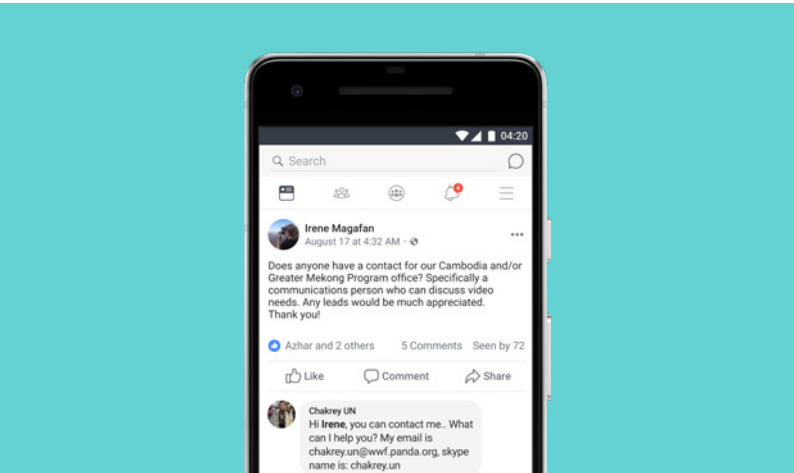 04:20
Search
4
Irene Magafan
August 17 at 4:32 AM ·
Does anyone have a contact for our Cambodia and/or
Greater Mekong Program office? Specifically a
communications person who can discuss video
needs. Any leads would be much appreciated.
Thank you!
Azhar and 2 others 5 Comments Seen by 72
Like Comment Share
Chakrey UN
Hi Irene, you can contact me.. What
can I help you? My email is
chakrey.un@wwf.panda.org, skype
name is: chakrey.un